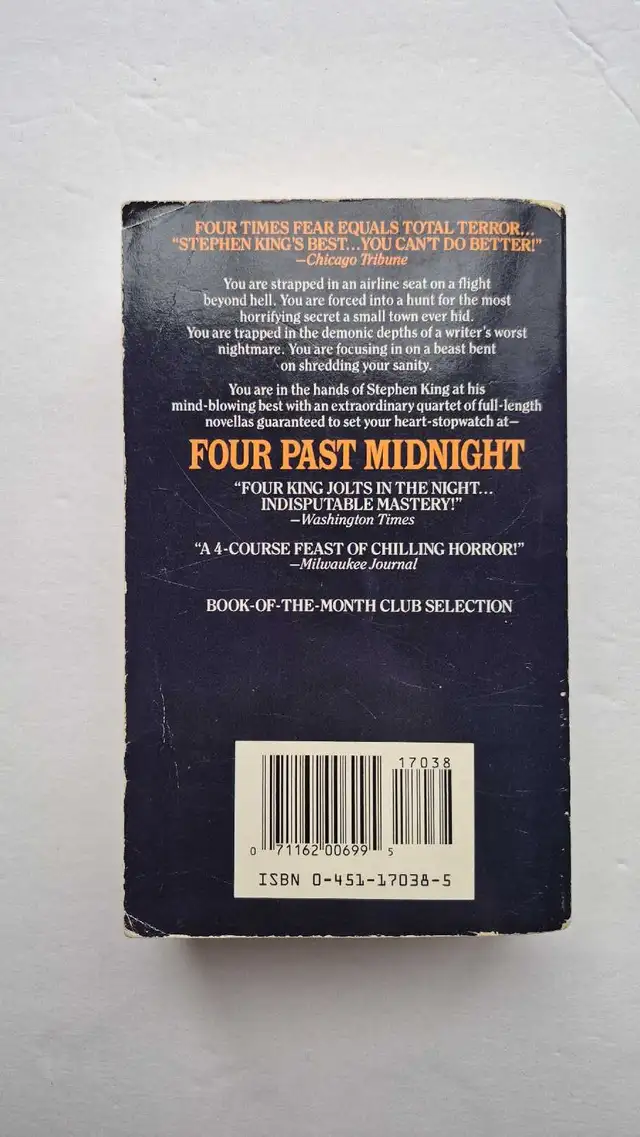 FOUR TIMES FEAR EQUALS TOTAL TERROR...
“STEPHEN KING’S BEST...YOU CAN’T DO BETTER!”
—Chicago Tribune
You are strapped in an airline seat on a flight
beyond hell. You are forced into a hunt for the most
horrifying secret a small town ever hid.
You are trapped in the demonic depths of a writer’s worst
nightmare. You are focusing in on a beast bent
on shredding your sanity.
You are in the hands of Stephen King at his
mind-blowing best with an extraordinary quartet of full-length
novellas guaranteed to set your heart-stopwatch at—
FOUR PAST MIDNIGHT
“FOUR KING JOLTS IN THE NIGHT...
INDISPUTABLE MASTERY!”
—Washington Times
“A 4-COURSE FEAST OF CHILLING HORROR!”
—Milwaukee Journal
BOOK-OF-THE-MONTH CLUB SELECTION
17038
0 71162 00699 5
ISBN 0-451-17038-5